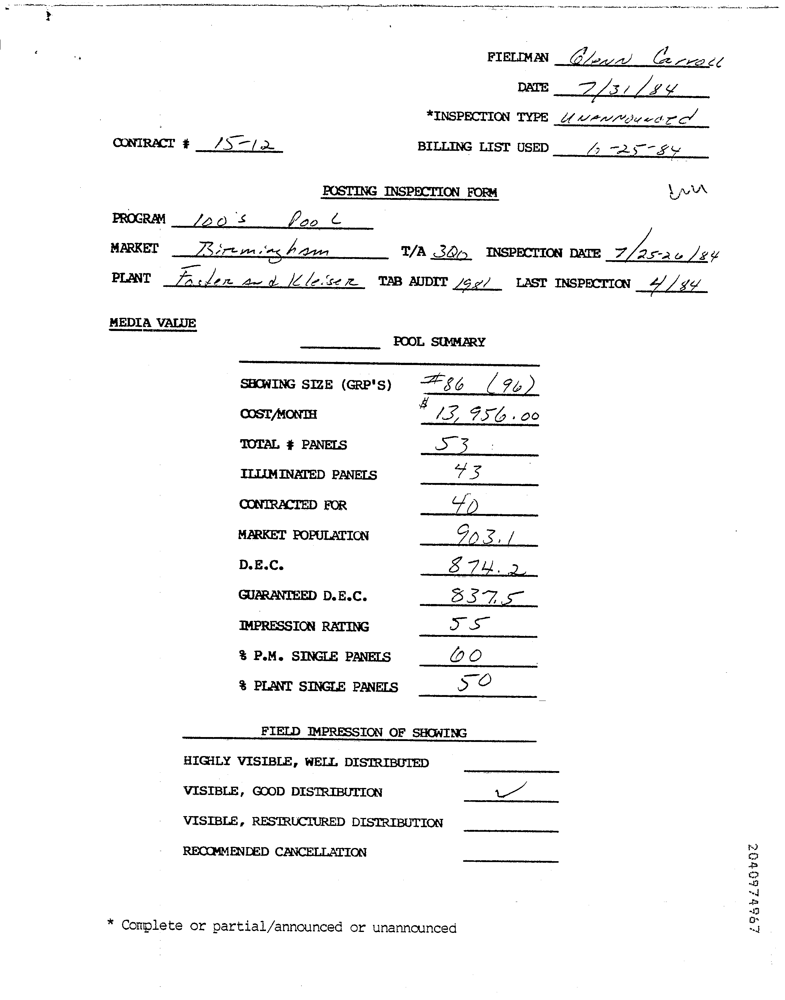 FIELDMAN Glenn Carroll
DATE 7/31/84
*INSPECTION TYPE UNANNOUNCED
CONTRACT # 15-12
BILLING LIST USED -25-84
POSTING INSPECTION FORM
PROGRAM 100's Pool
MARKET Birmingham T/A INSPECTION DATE 7/25-26/84
PLANT Foster and Kleiser TAB AUDIT 1981 LAST INSPECTION 4/84
MEDIA VALUE
POOL SUMMARY
SHOWING SIZE (GRP'S) #86 (96)
COST/MONTH $13,956.00
TOTAL # PANELS 53
ILLUMINATED PANELS 43
CONTRACTED FOR 40
MARKET POPULATION 903.1
D.E.C. 874.2
GUARANTEED D.E.C. 837.5
IMPRESSION RATING 55
% P.M. SINGLE PANELS 60
% PLANT SINGLE PANELS 50
FIELD IMPRESSION OF SHOWING
HIGHLY VISIBLE, WELL DISTRIBUTED
VISIBLE, GOOD DISTRIBUTION ✓
VISIBLE, RESTRUCTURED DISTRIBUTION
RECOMMENDED CANCELLATION
* Complete or partial/announced or unannounced
2040974967